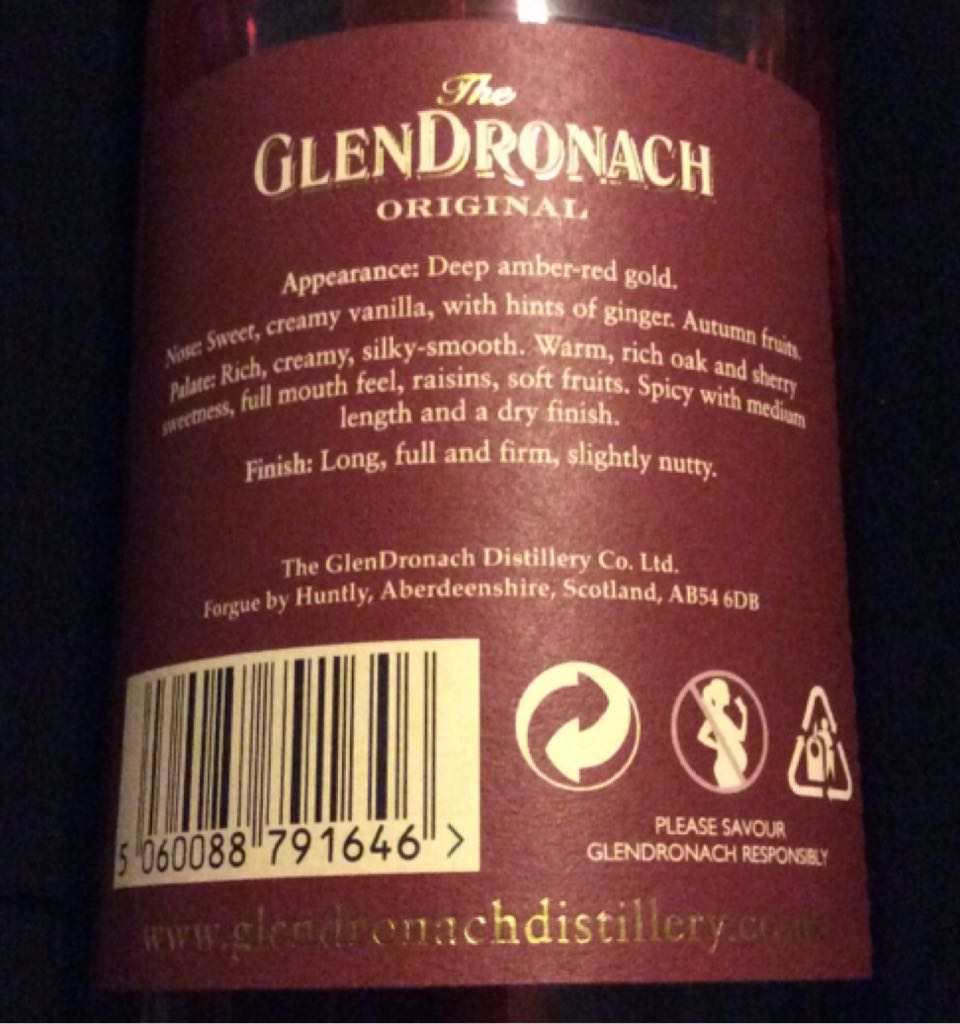 The
GLENDRONACH
ORIGINAL
Appearance: Deep amber-red gold.
Nose: Sweet, creamy vanilla, with hints of ginger. Autumn fruits.
Palate: Rich, creamy, silky-smooth. Warm, rich oak and sherry
sweetness, full mouth feel, raisins, soft fruits. Spicy with medium
length and a dry finish.
Finish: Long, full and firm, slightly nutty.
The GlenDronach Distillery Co. Ltd.
Forgue by Huntly, Aberdeenshire, Scotland, AB54 6DB
5 060088 791646 >
PLEASE SAVOUR
GLENDRONACH RESPONSIBLY
www.glendronachdistillery.co.uk